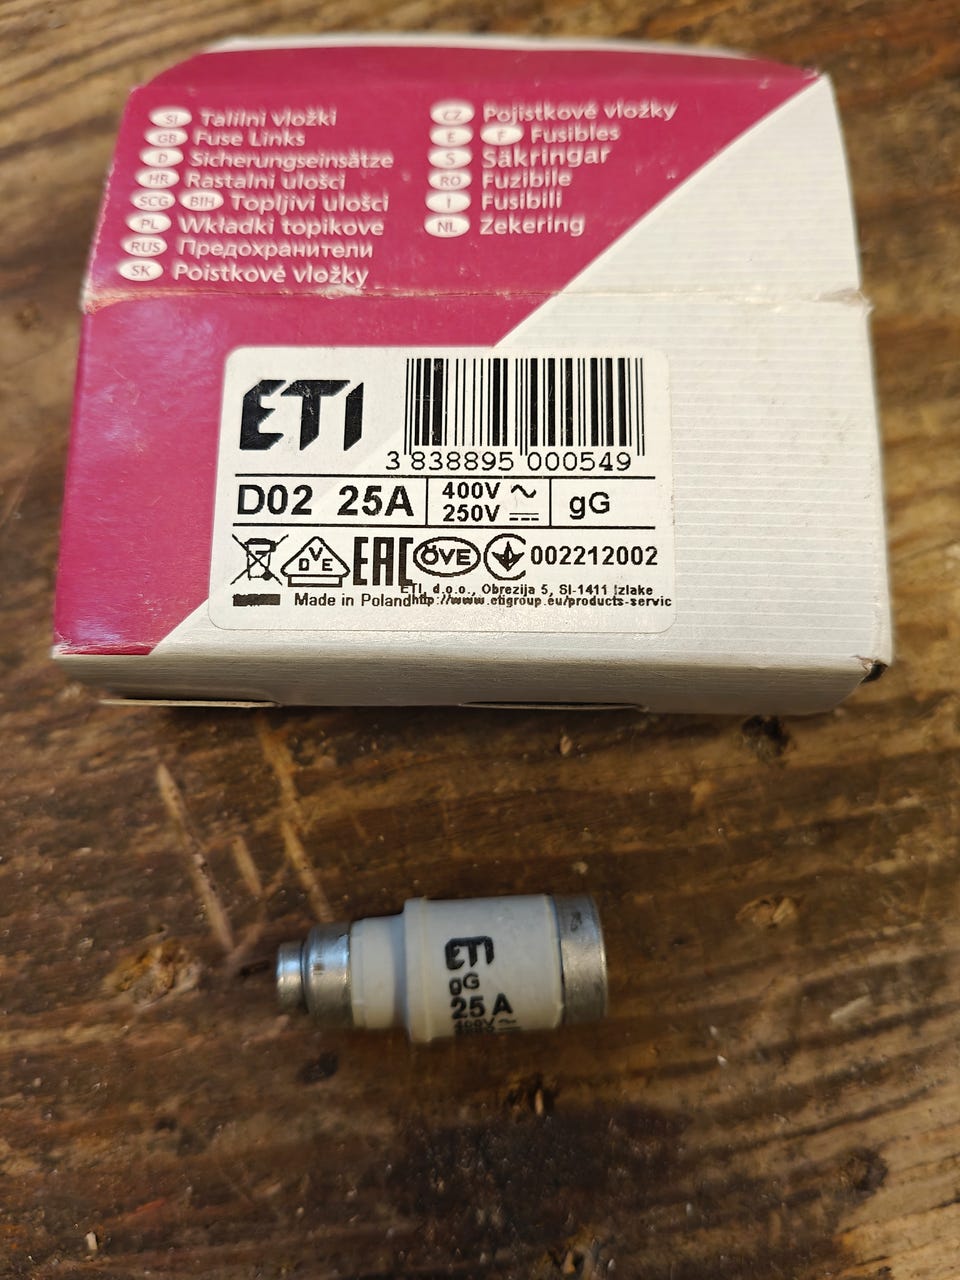 SI Talilni vložki
GB Fuse Links
D Sicherungseinsätze
HR Rastalni ulošci
SCG BIH Topljivi ulošci
PL Wkładki topikowe
RUS Предохранители
SK Poistkové vložky
CZ Pojistkové vložky
E F Fusibles
S Säkringar
RO Fuzibile
I Fusibili
NL Zekering
ETI
3 838895 000549
D02 25A
400V
250V
gG
VDE
EAC
ÖVE
002212002
ETI, d.o.o., Obrezija 5, SI-1411 Izlake
Made in Poland http://www.etigroup.eu/products-servic
ETI
gG
25 A
400V